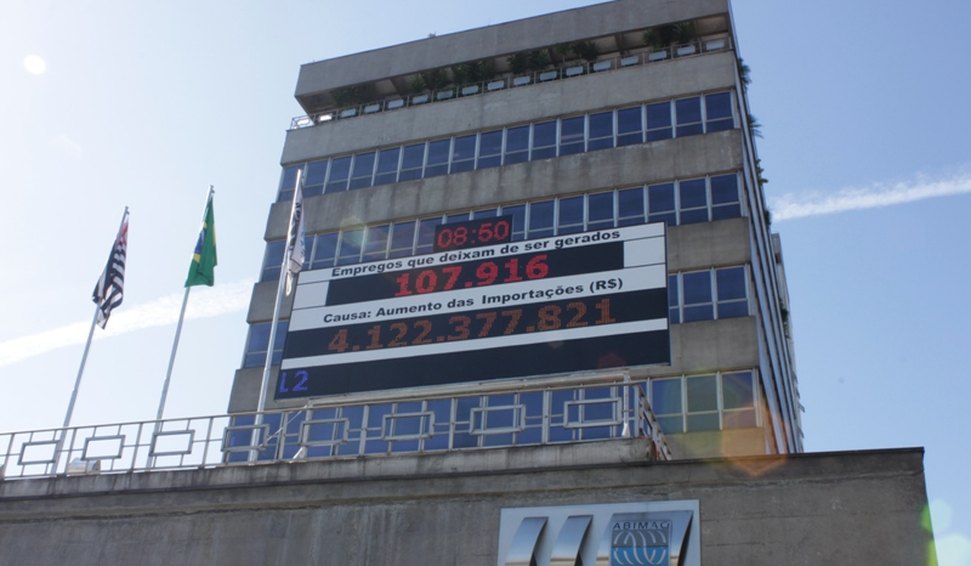 08:50
Empregos que deixam de ser gerados
107.916
Causa: Aumento das Importações (R$)
4.122.377.821
12
ABIMAQ